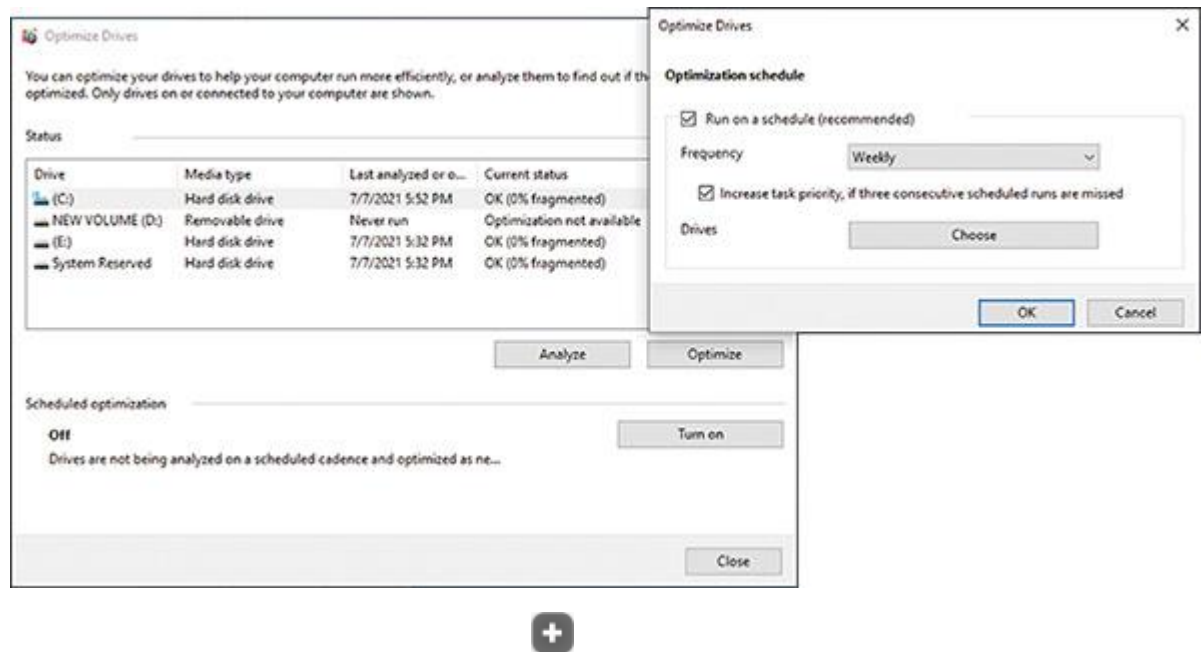 Optimize Drives
You can optimize your drives to help your computer run more efficiently, or analyze them to find out if th
optimized. Only drives on or connected to your computer are shown.
Status
Drive Media type Last analyzed or o... Current status
(C:) Hard disk drive 7/7/2021 5:52 PM OK (0% fragmented)
NEW VOLUME (D:) Removable drive Never run Optimization not available
(E:) Hard disk drive 7/7/2021 5:32 PM OK (0% fragmented)
System Reserved Hard disk drive 7/7/2021 5:32 PM OK (0% fragmented)
Analyze Optimize
Scheduled optimization
Off Turn on
Drives are not being analyzed on a scheduled cadence and optimized as ne...
Close
Optimize Drives
Optimization schedule
Run on a schedule (recommended)
Frequency Weekly
Increase task priority, if three consecutive scheduled runs are missed
Drives Choose
OK Cancel